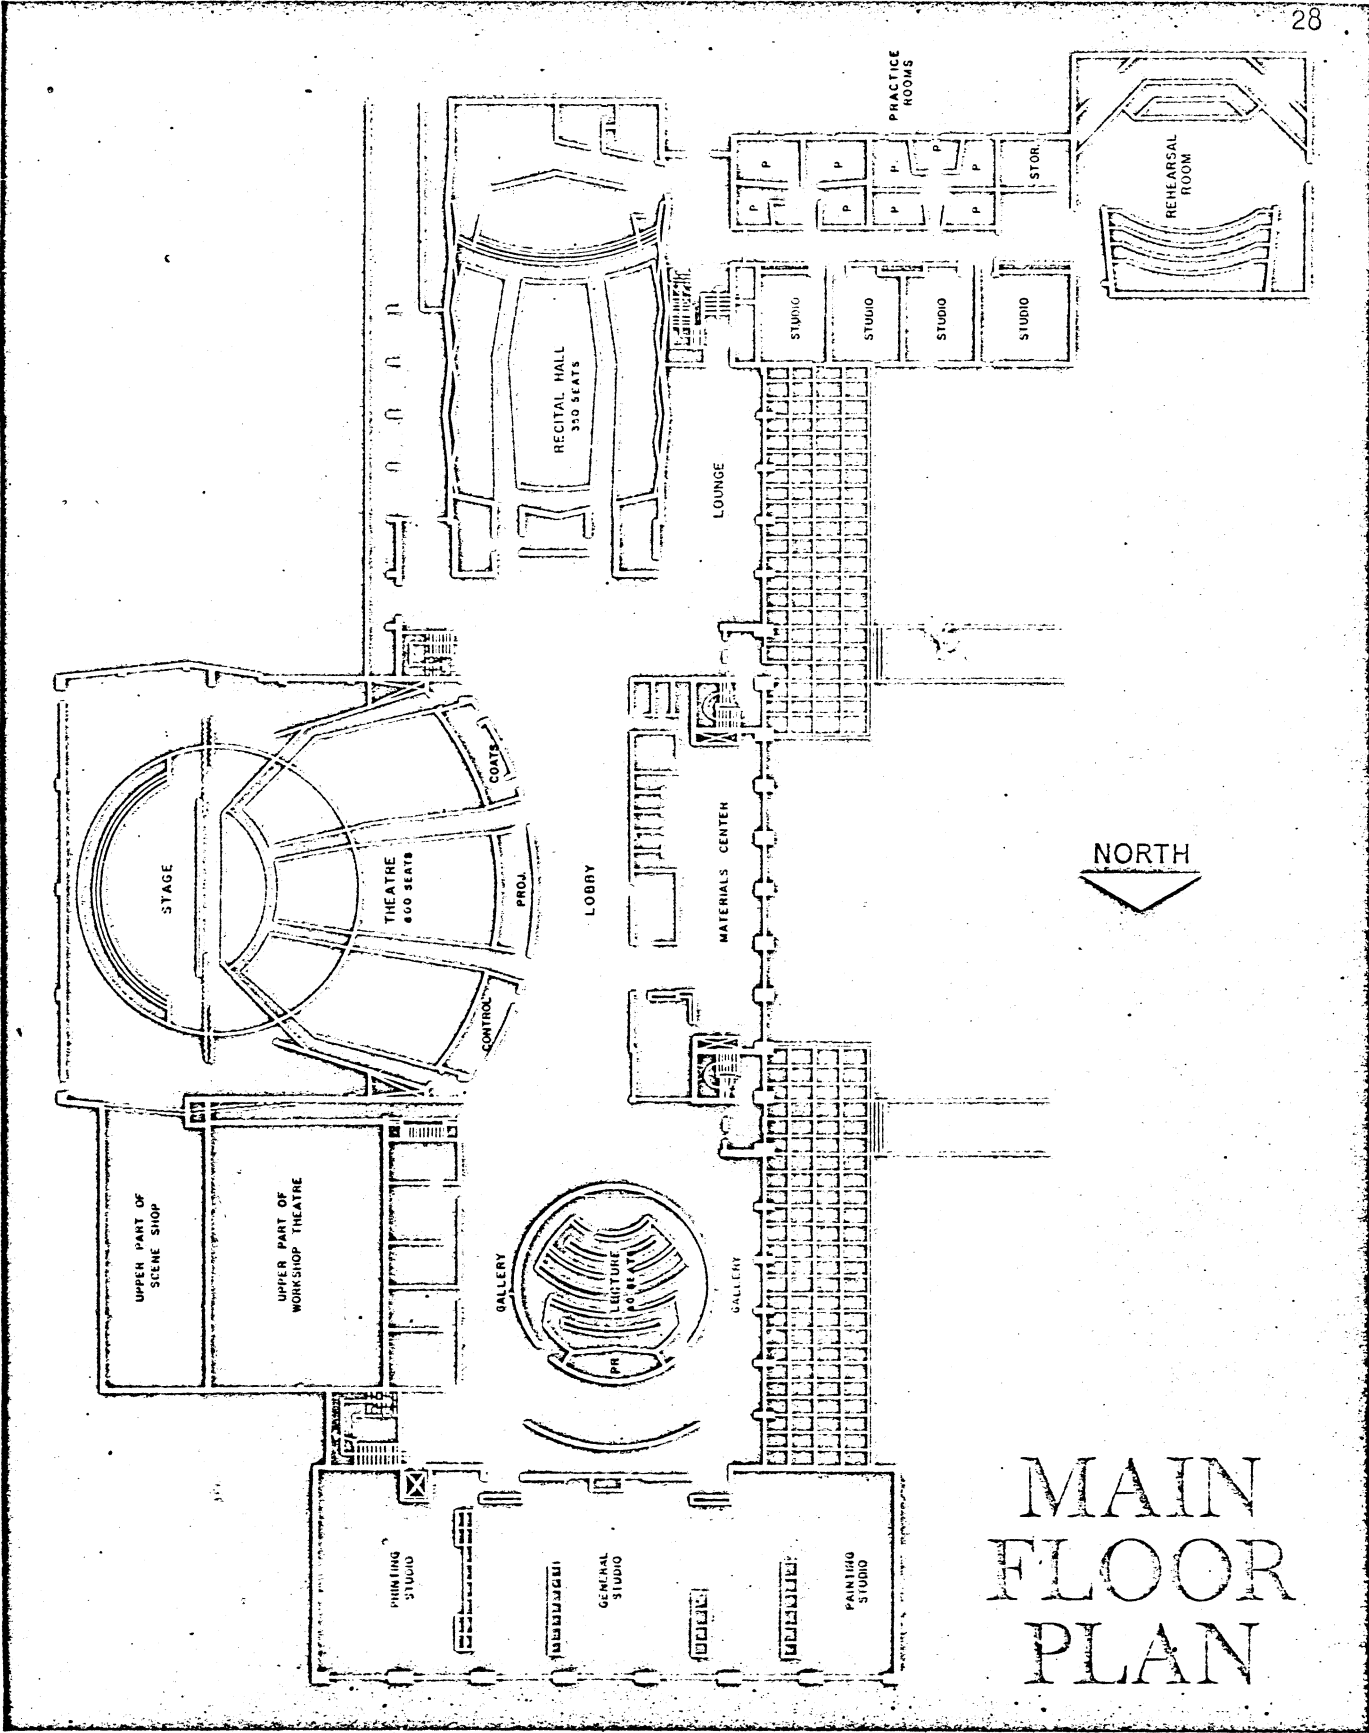 28
PRACTICE
ROOMS
P
P
P
P
P
P
P
P
P
STOR.
REHEARSAL
ROOM
STUDIO
STUDIO
STUDIO
STUDIO
RECITAL HALL
350 SEATS
LOUNGE
COATS
STAGE
THEATRE
600 SEATS
PROJ.
LOBBY
MATERIALS CENTER
CONTROL
NORTH
UPPER PART OF
SCENE SHOP
UPPER PART OF
WORKSHOP THEATRE
GALLERY
LECTURE
SEATS
PR
GALLERY
PRINTING
STUDIO
GENERAL
STUDIO
PAINTING
STUDIO
MAIN
FLOOR
PLAN